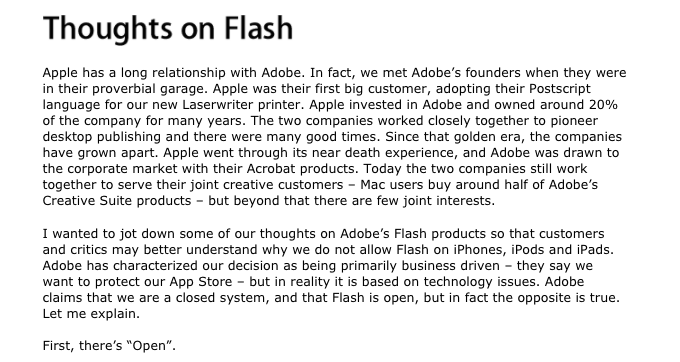 Thoughts on Flash
Apple has a long relationship with Adobe. In fact, we met Adobe’s founders when they were
in their proverbial garage. Apple was their first big customer, adopting their Postscript
language for our new Laserwriter printer. Apple invested in Adobe and owned around 20%
of the company for many years. The two companies worked closely together to pioneer
desktop publishing and there were many good times. Since that golden era, the companies
have grown apart. Apple went through its near death experience, and Adobe was drawn to
the corporate market with their Acrobat products. Today the two companies still work
together to serve their joint creative customers – Mac users buy around half of Adobe’s
Creative Suite products – but beyond that there are few joint interests.
I wanted to jot down some of our thoughts on Adobe’s Flash products so that customers
and critics may better understand why we do not allow Flash on iPhones, iPods and iPads.
Adobe has characterized our decision as being primarily business driven – they say we
want to protect our App Store – but in reality it is based on technology issues. Adobe
claims that we are a closed system, and that Flash is open, but in fact the opposite is true.
Let me explain.
First, there’s “Open”.